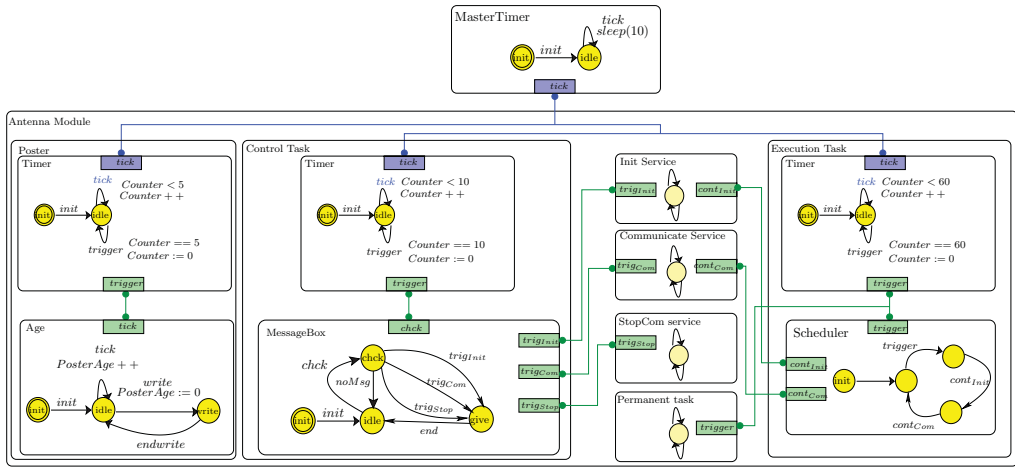 MasterTimer
tick
sleep(10)
init
init
idle
tick
Antenna Module
Poster
Timer
tick
tick
Counter < 5
Counter + +
init
init
idle
trigger
Counter == 5
Counter := 0
trigger
tick
Age
tick
PosterAge + +
write
PosterAge := 0
init
init
idle
write
endwrite
Control Task
Timer
tick
tick
Counter < 10
Counter + +
init
init
idle
trigger
Counter == 10
Counter := 0
trigger
chck
MessageBox
chck
chck
noMsg
trigInit
trigCom
trigStop
init
init
idle
give
end
trigInit
trigCom
trigStop
Init Service
trigInit
contInit
Communicate Service
trigCom
contCom
StopCom service
trigStop
Permanent task
trigger
Execution Task
Timer
tick
tick
Counter < 60
Counter + +
init
init
idle
trigger
Counter == 60
Counter := 0
trigger
trigger
Scheduler
trigger
contInit
contCom
init
contInit
contCom